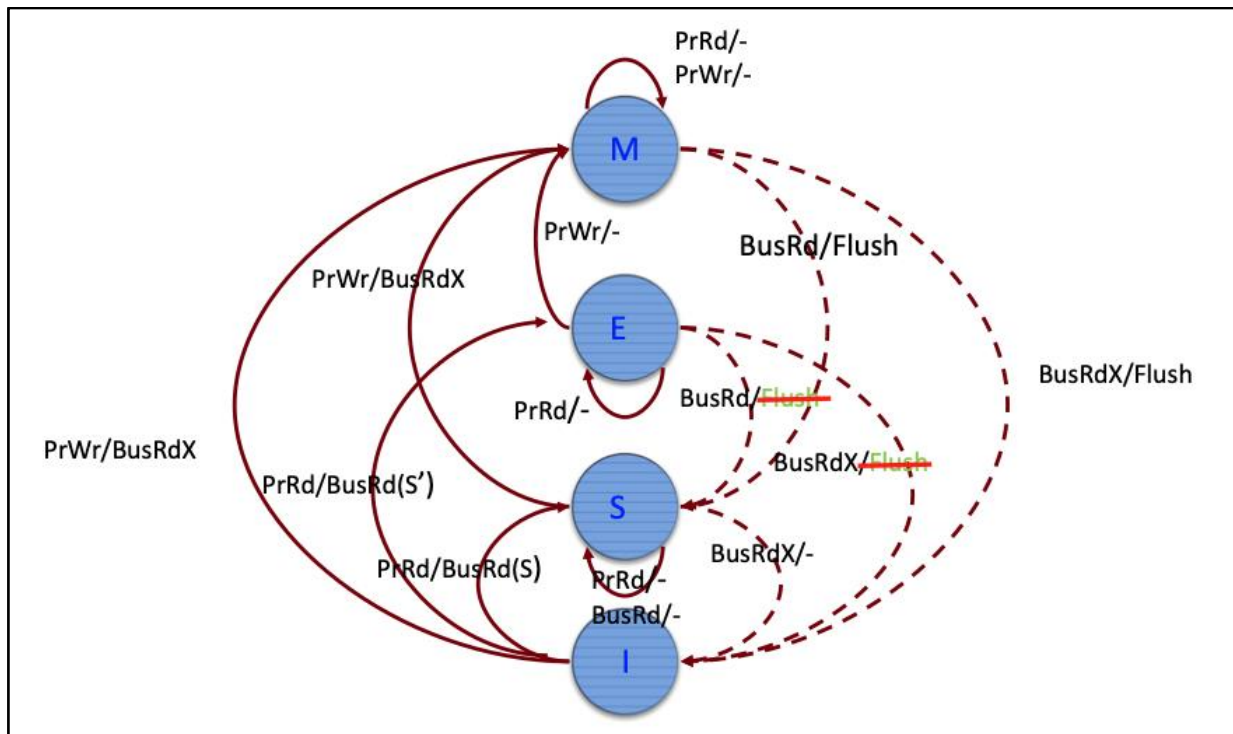 PrRd/-
PrWr/-
M
PrWr/-
BusRd/Flush
PrWr/BusRdX
E
BusRdX/Flush
BusRd/Flush
PrRd/-
PrWr/BusRdX
BusRdX/Flush
PrRd/BusRd(S’)
S
BusRdX/-
PrRd/BusRd(S)
PrRd/-
BusRd/-
I